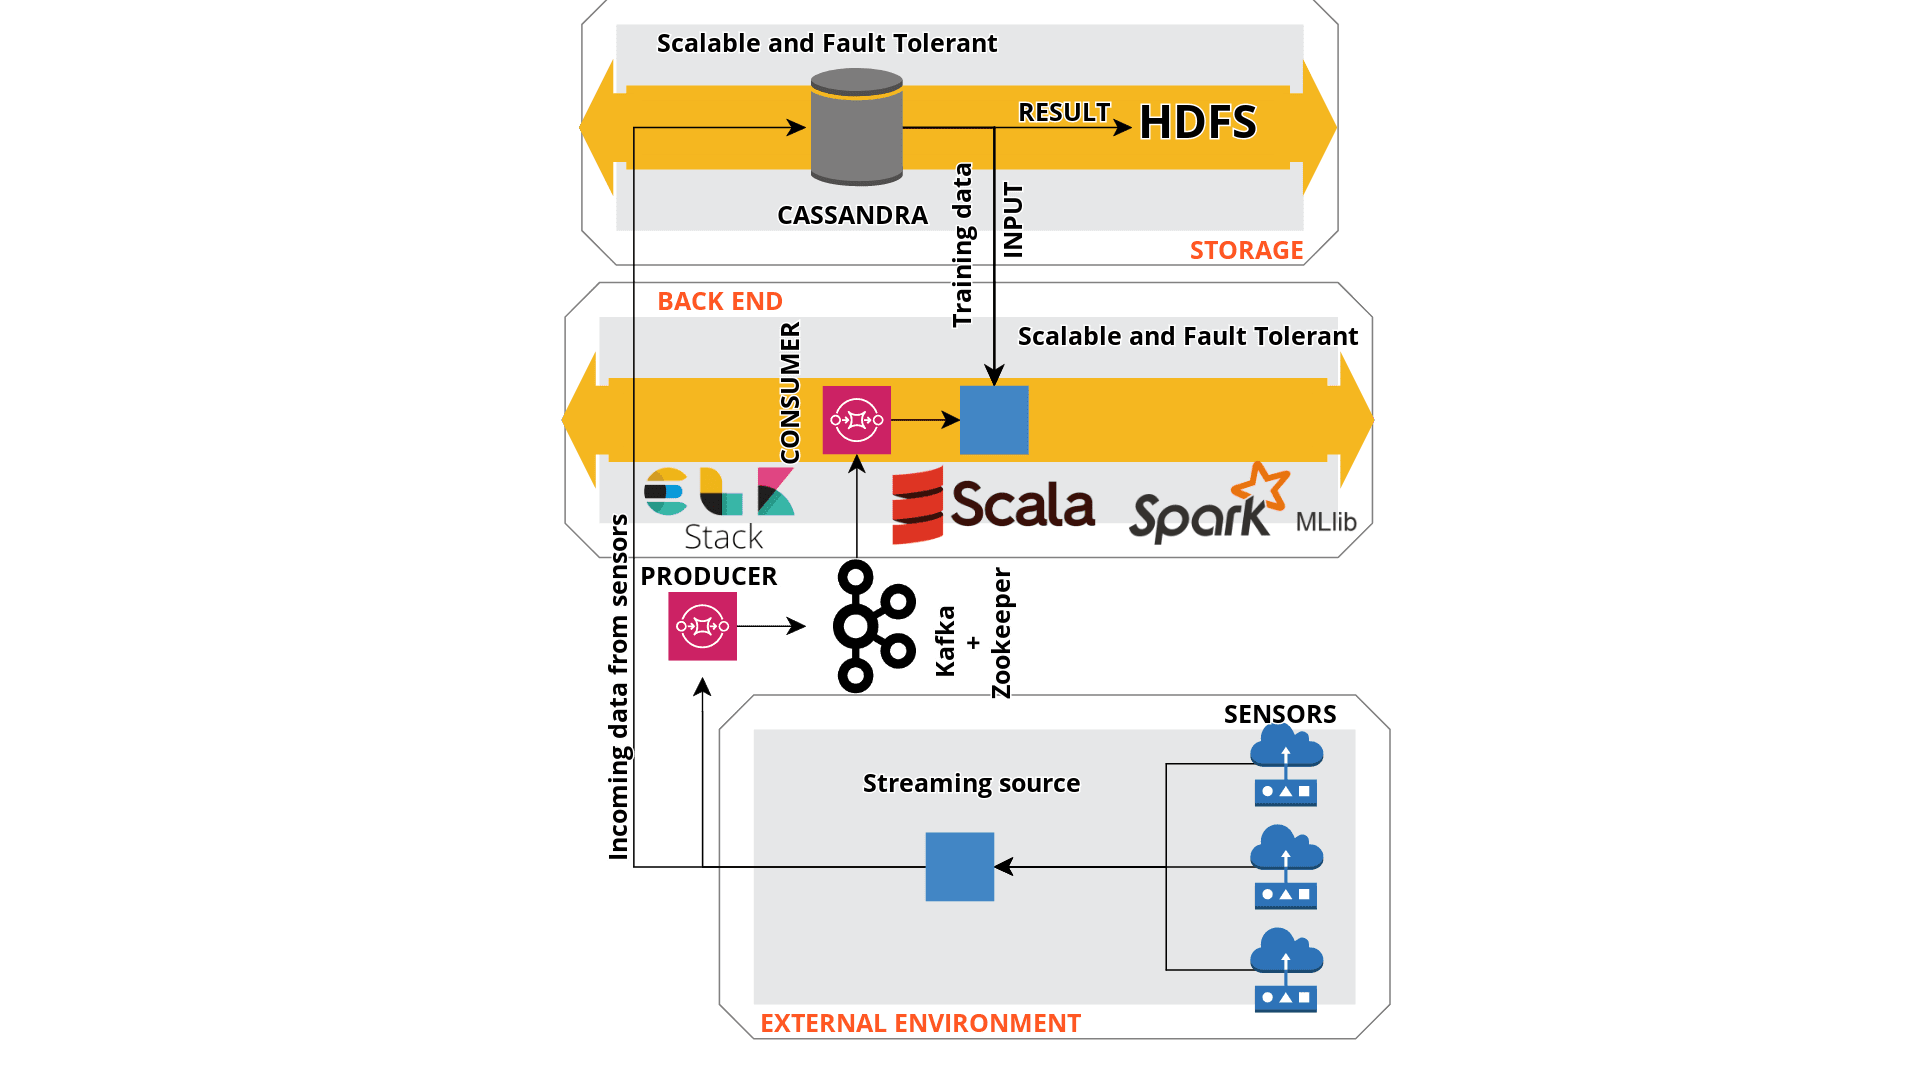 Scalable and Fault Tolerant
RESULT
HDFS
CASSANDRA
Training data
INPUT
STORAGE
BACK END
Scalable and Fault Tolerant
CONSUMER
ELK
Stack
Scala
Spark
MLlib
Incoming data from sensors
PRODUCER
Kafka
+
Zookeeper
SENSORS
Streaming source
EXTERNAL ENVIRONMENT